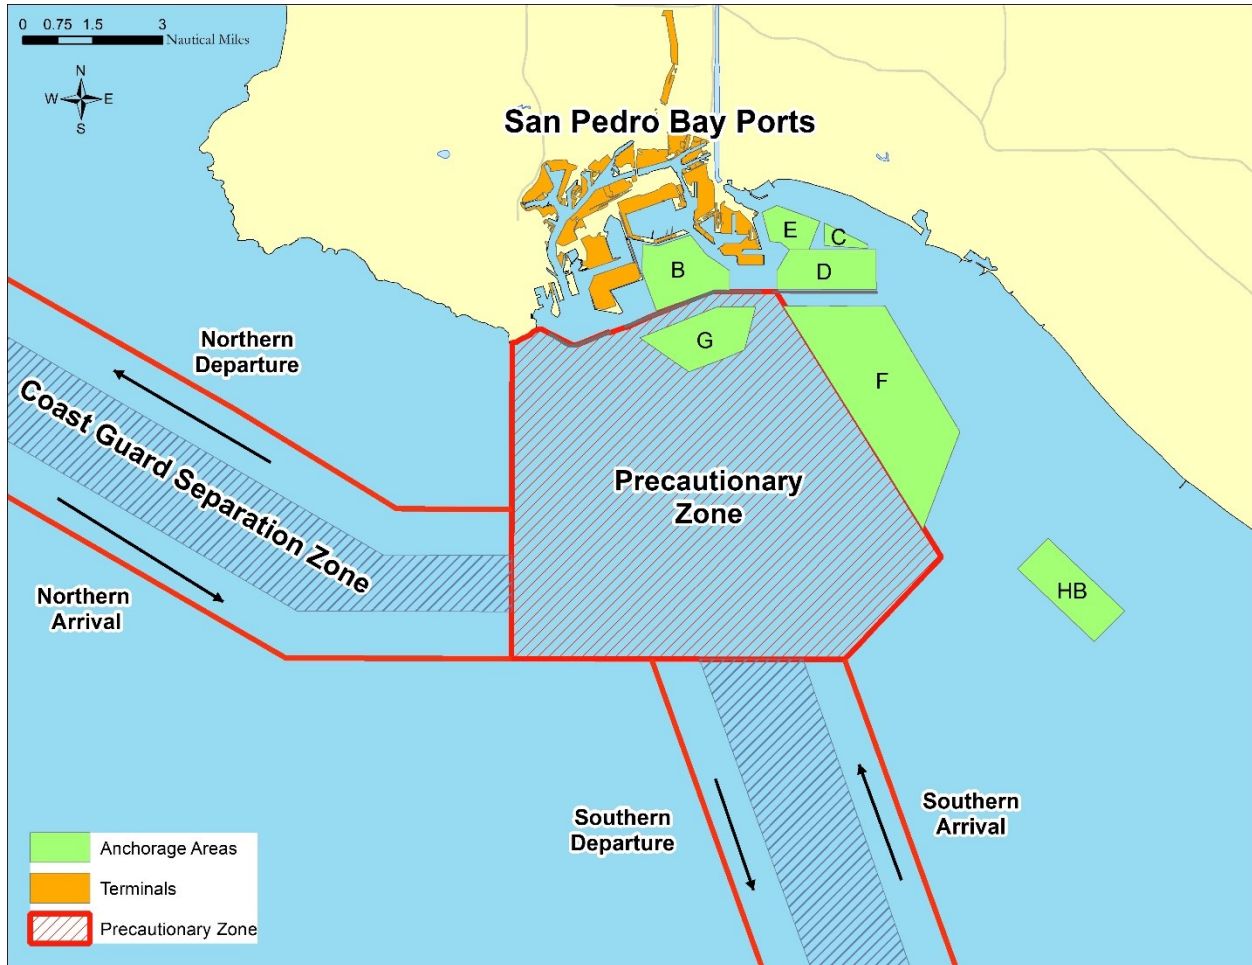 0 0.75 1.5 3
Nautical Miles
N
W E
S
San Pedro Bay Ports
E
C
B
D
G
F
Northern
Departure
Coast Guard Separation Zone
Precautionary
Zone
Northern
Arrival
HB
Southern
Departure
Southern
Arrival
Anchorage Areas
Terminals
Precautionary Zone